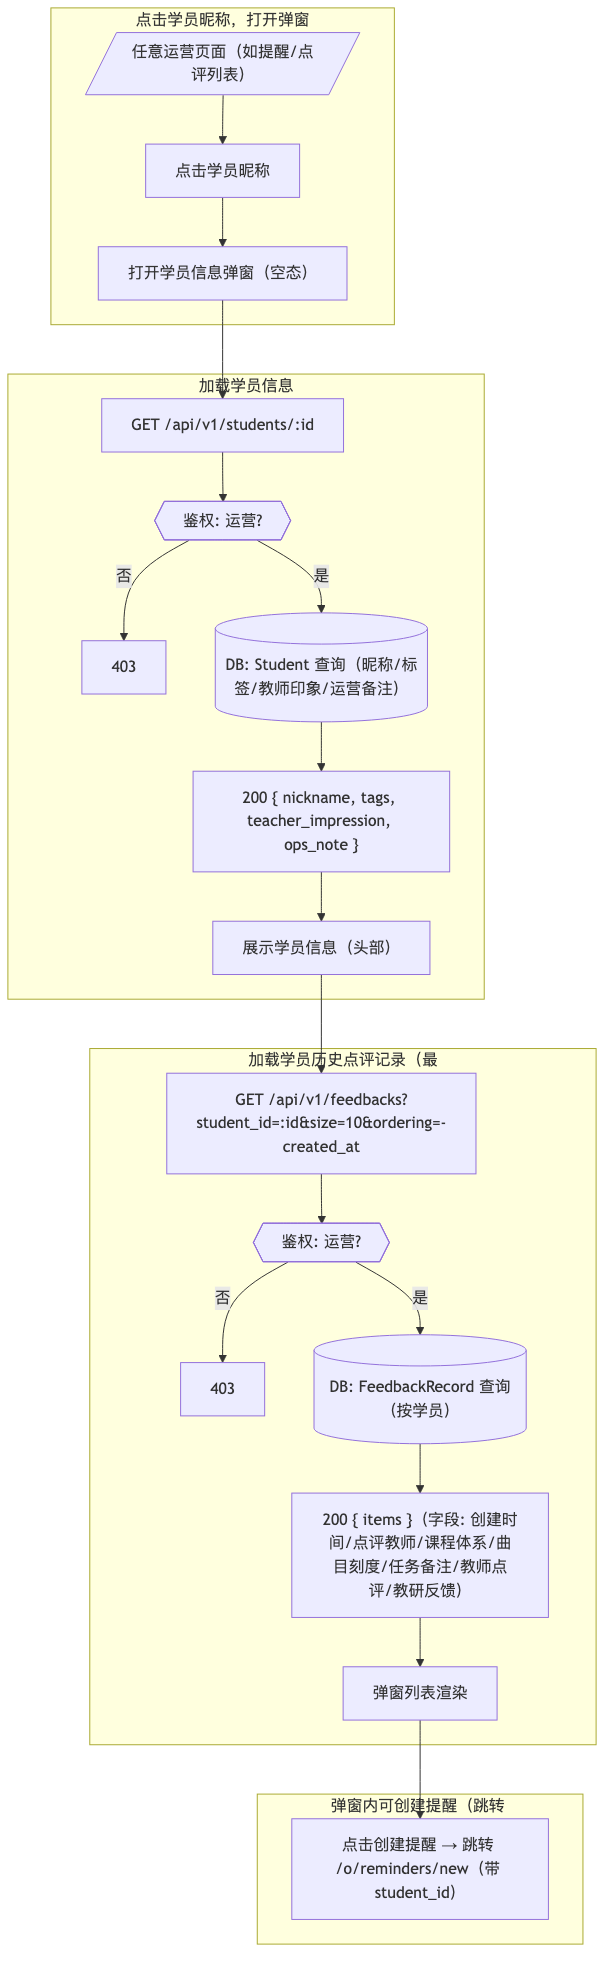 点击学员昵称，打开弹窗
任意运营页面（如提醒/点
评列表）
点击学员昵称
打开学员信息弹窗（空态）
加载学员信息
GET /api/v1/students/:id
鉴权: 运营?
否
是
403
DB: Student 查询（昵称/标
签/教师印象/运营备注）
200 { nickname, tags,
teacher_impression,
ops_note }
展示学员信息（头部）
加载学员历史点评记录（最
GET /api/v1/feedbacks?
student_id=:id&size=10&ordering=-
created_at
鉴权: 运营?
否
是
403
DB: FeedbackRecord 查询
（按学员）
200 { items }（字段: 创建时
间/点评教师/课程体系/曲
目刻度/任务备注/教师点
评/教研反馈）
弹窗列表渲染
弹窗内可创建提醒（跳转
点击创建提醒 → 跳转
/o/reminders/new（带
student_id）